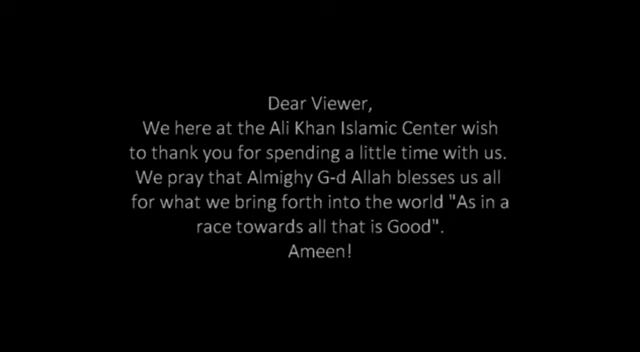 Dear Viewer,
We here at the Ali Khan Islamic Center wish
to thank you for spending a little time with us.
We pray that Almighy G-d Allah blesses us all
for what we bring forth into the world "As in a
race towards all that is Good".
Ameen!